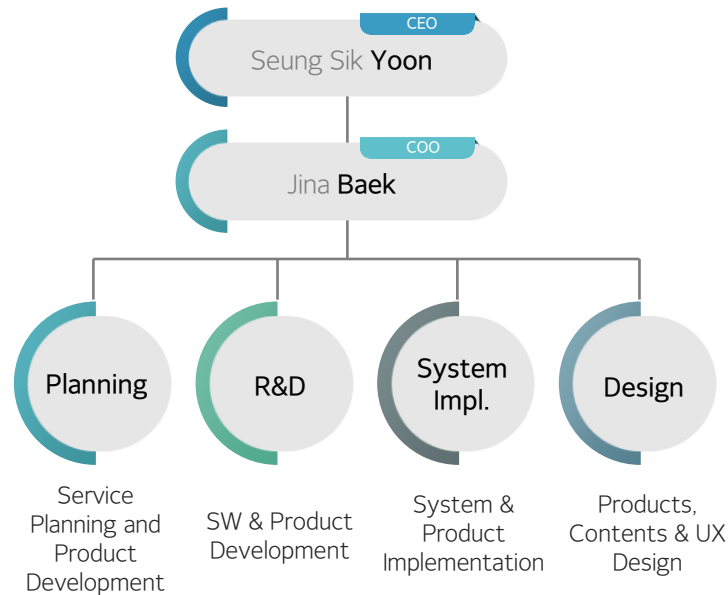 CEO
Seung Sik Yoon
COO
Jina Baek
Planning
R&D
System
Impl.
Design
Service
Planning and
Product
Development
SW & Product
Development
System &
Product
Implementation
Products,
Contents & UX
Design